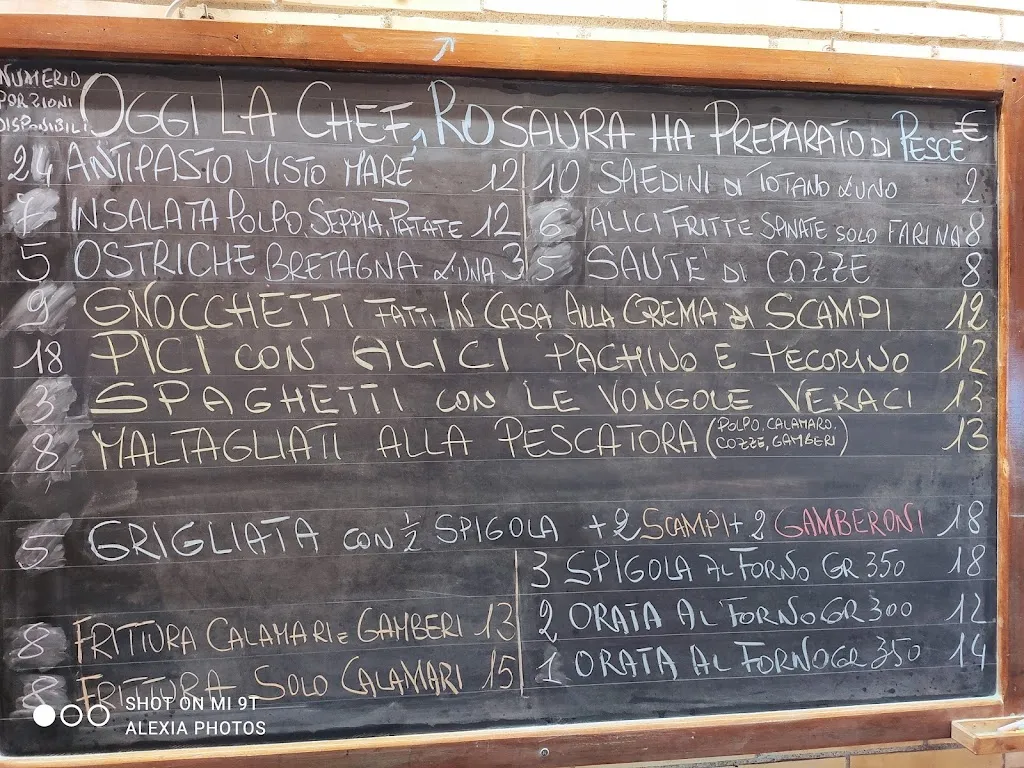 NUMERO
PORZIONI
DISPONIBILI
OGGI LA CHEF, ROSAURA HA PREPARATO DI PESCE €
24 ANTIPASTO MISTO MARE 12
7 INSALATA POLPO, SEPPIA, PATATE 12
5 OSTRICHE BRETAGNA L'UNA 3
10 SPIEDINI DI TOTANO L'UNO 2
6 ALICI FRITTE SPINATE SOLO FARINA 8
5 SAUTE' DI COZZE 8
9 GNOCCHETTI FATTI IN CASA ALLA CREMA DI SCAMPI 12
18 PICI CON ALICI PACHINO E PECORINO 12
3 SPAGHETTI CON LE VONGOLE VERACI 13
8 MALTAGLIATI ALLA PESCATORA (POLPO, CALAMARO, COZZE, GAMBERI) 13
5 GRIGLIATA CON 1/2 SPIGOLA + 2 SCAMPI + 2 GAMBERONI 18
3 SPIGOLA AL FORNO GR 350 18
2 ORATA AL FORNO GR 300 12
1 ORATA AL FORNO GR 350 14
8 FRITTURA CALAMARI E GAMBERI 13
8 FRITTURA SOLO CALAMARI 15
SHOT ON MI 9T
ALEXIA PHOTOS